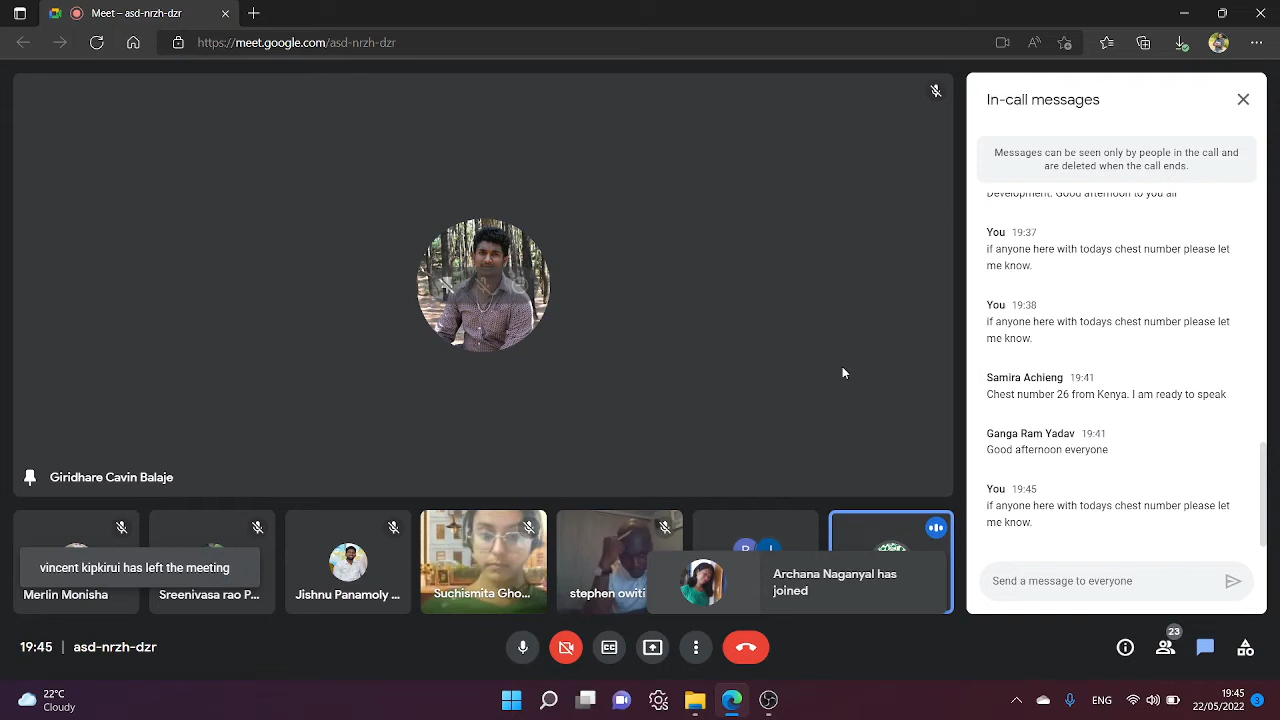 Meet – asd-nrzh-dzr
https://meet.google.com/asd-nrzh-dzr
Giridhare Cavin Balaje
In-call messages
Messages can be seen only by people in the call and
are deleted when the call ends.
Development. Good afternoon to you all
You 19:37
if anyone here with todays chest number please let
me know.
You 19:38
if anyone here with todays chest number please let
me know.
Samira Achieng 19:41
Chest number 26 from Kenya. I am ready to speak
Ganga Ram Yadav 19:41
Good afternoon everyone
You 19:45
if anyone here with todays chest number please let
me know.
Send a message to everyone
vincent kipkirui has left the meeting
Merlin Monisha
Sreenivasa rao P...
Jishnu Panamoly ...
Suchismita Gho...
stephen owiti
Archana Naganyal has
joined
19:45 asd-nrzh-dzr
23
22°C
Cloudy
ENG
19:45
22/05/2022
3